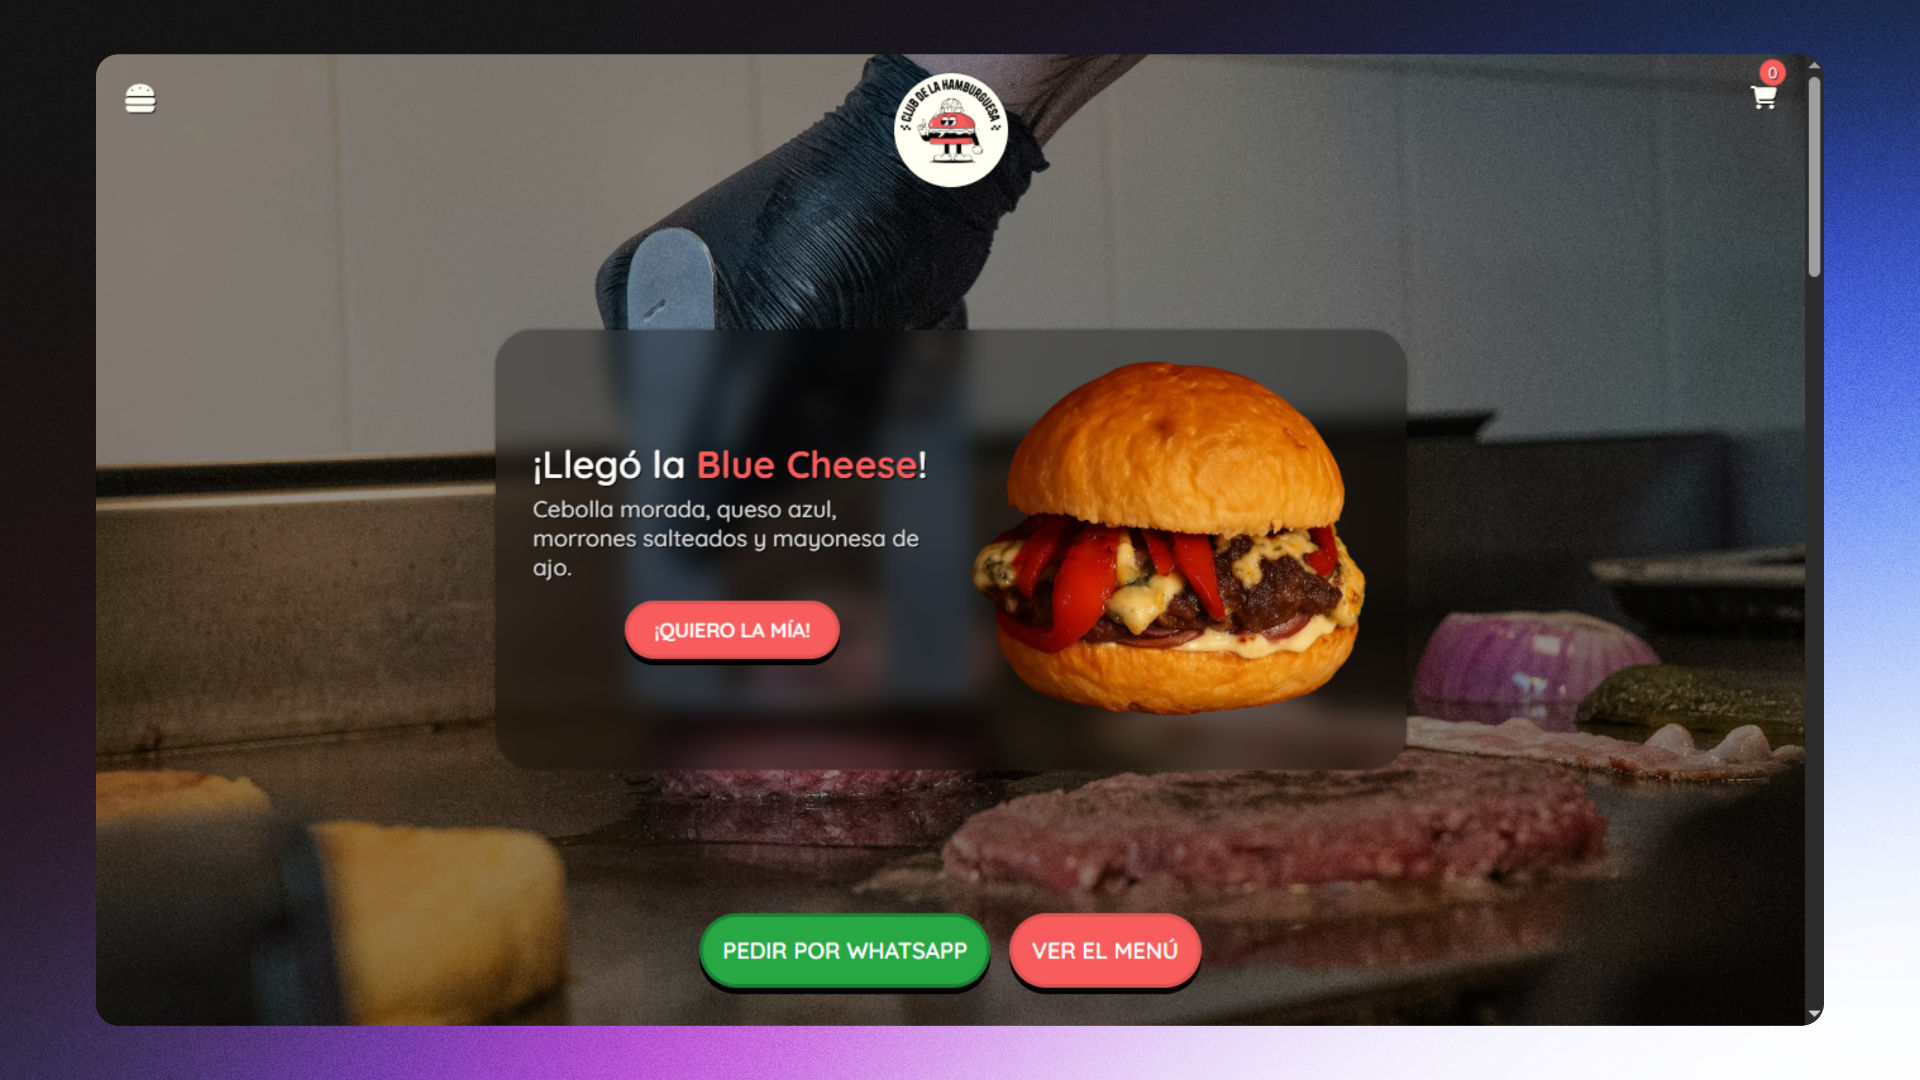 CLUB DE LA HAMBURGUESA
0
¡Llegó la Blue Cheese!
Cebolla morada, queso azul,
morrones salteados y mayonesa de
ajo.
¡QUIERO LA MÍA!
PEDIR POR WHATSAPP
VER EL MENÚ